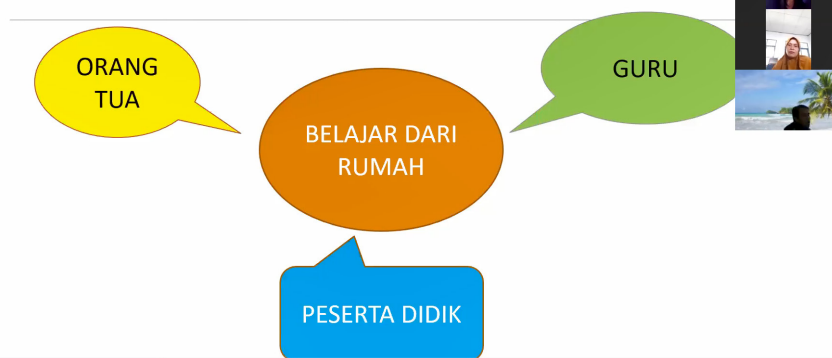 ORANG
TUA
GURU
BELAJAR DARI
RUMAH
PESERTA DIDIK